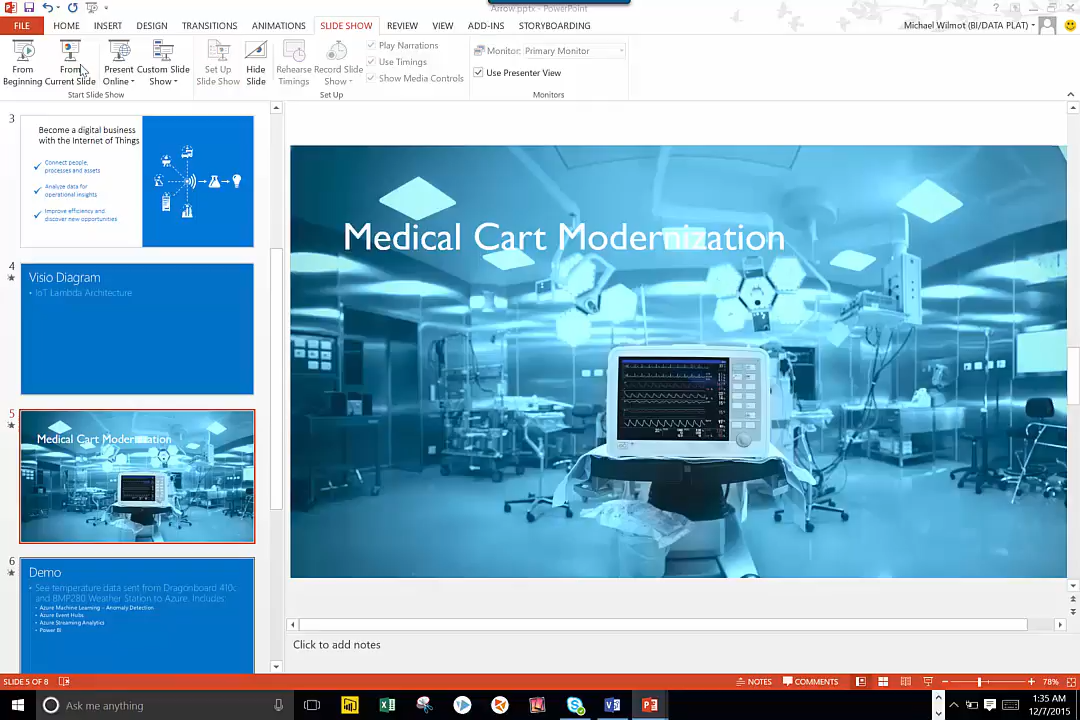 Arrow.pptx - PowerPoint
FILE HOME INSERT DESIGN TRANSITIONS ANIMATIONS SLIDE SHOW REVIEW VIEW ADD-INS STORYBOARDING
Michael Wilmot (BI/DATA PLAT)
From Beginning
From Current Slide
Present Online
Custom Slide Show
Set Up Slide Show
Hide Slide
Rehearse Timings
Record Slide Show
Play Narrations
Use Timings
Show Media Controls
Monitor: Primary Monitor
Use Presenter View
Start Slide Show
Set Up
Monitors
3
Become a digital business
with the Internet of Things
Connect people,
processes and assets
Analyze data for
operational insights
Improve efficiency and
discover new opportunities
4
Visio Diagram
• IoT Lambda Architecture
5
Medical Cart Modernization
6
Demo
• See temperature data sent from Dragonboard 410c
and BMP280 Weather Station to Azure. Includes:
• Azure Machine Learning - Anomaly Detection
• Azure Event Hubs
• Azure Streaming Analytics
• Power BI
Medical Cart Modernization
Click to add notes
SLIDE 5 OF 8
NOTES
COMMENTS
78%
Ask me anything
1:35 AM
12/7/2015